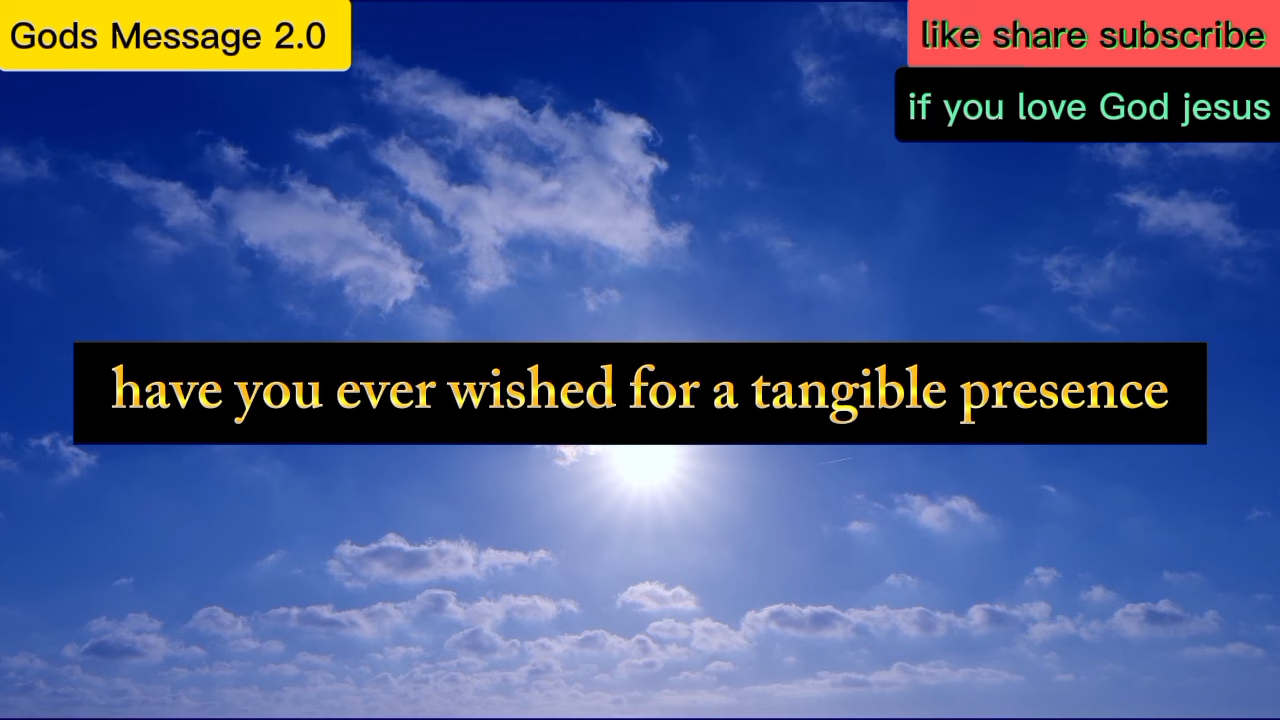 Gods Message 2.0
like share subscribe
if you love God jesus
have you ever wished for a tangible presence